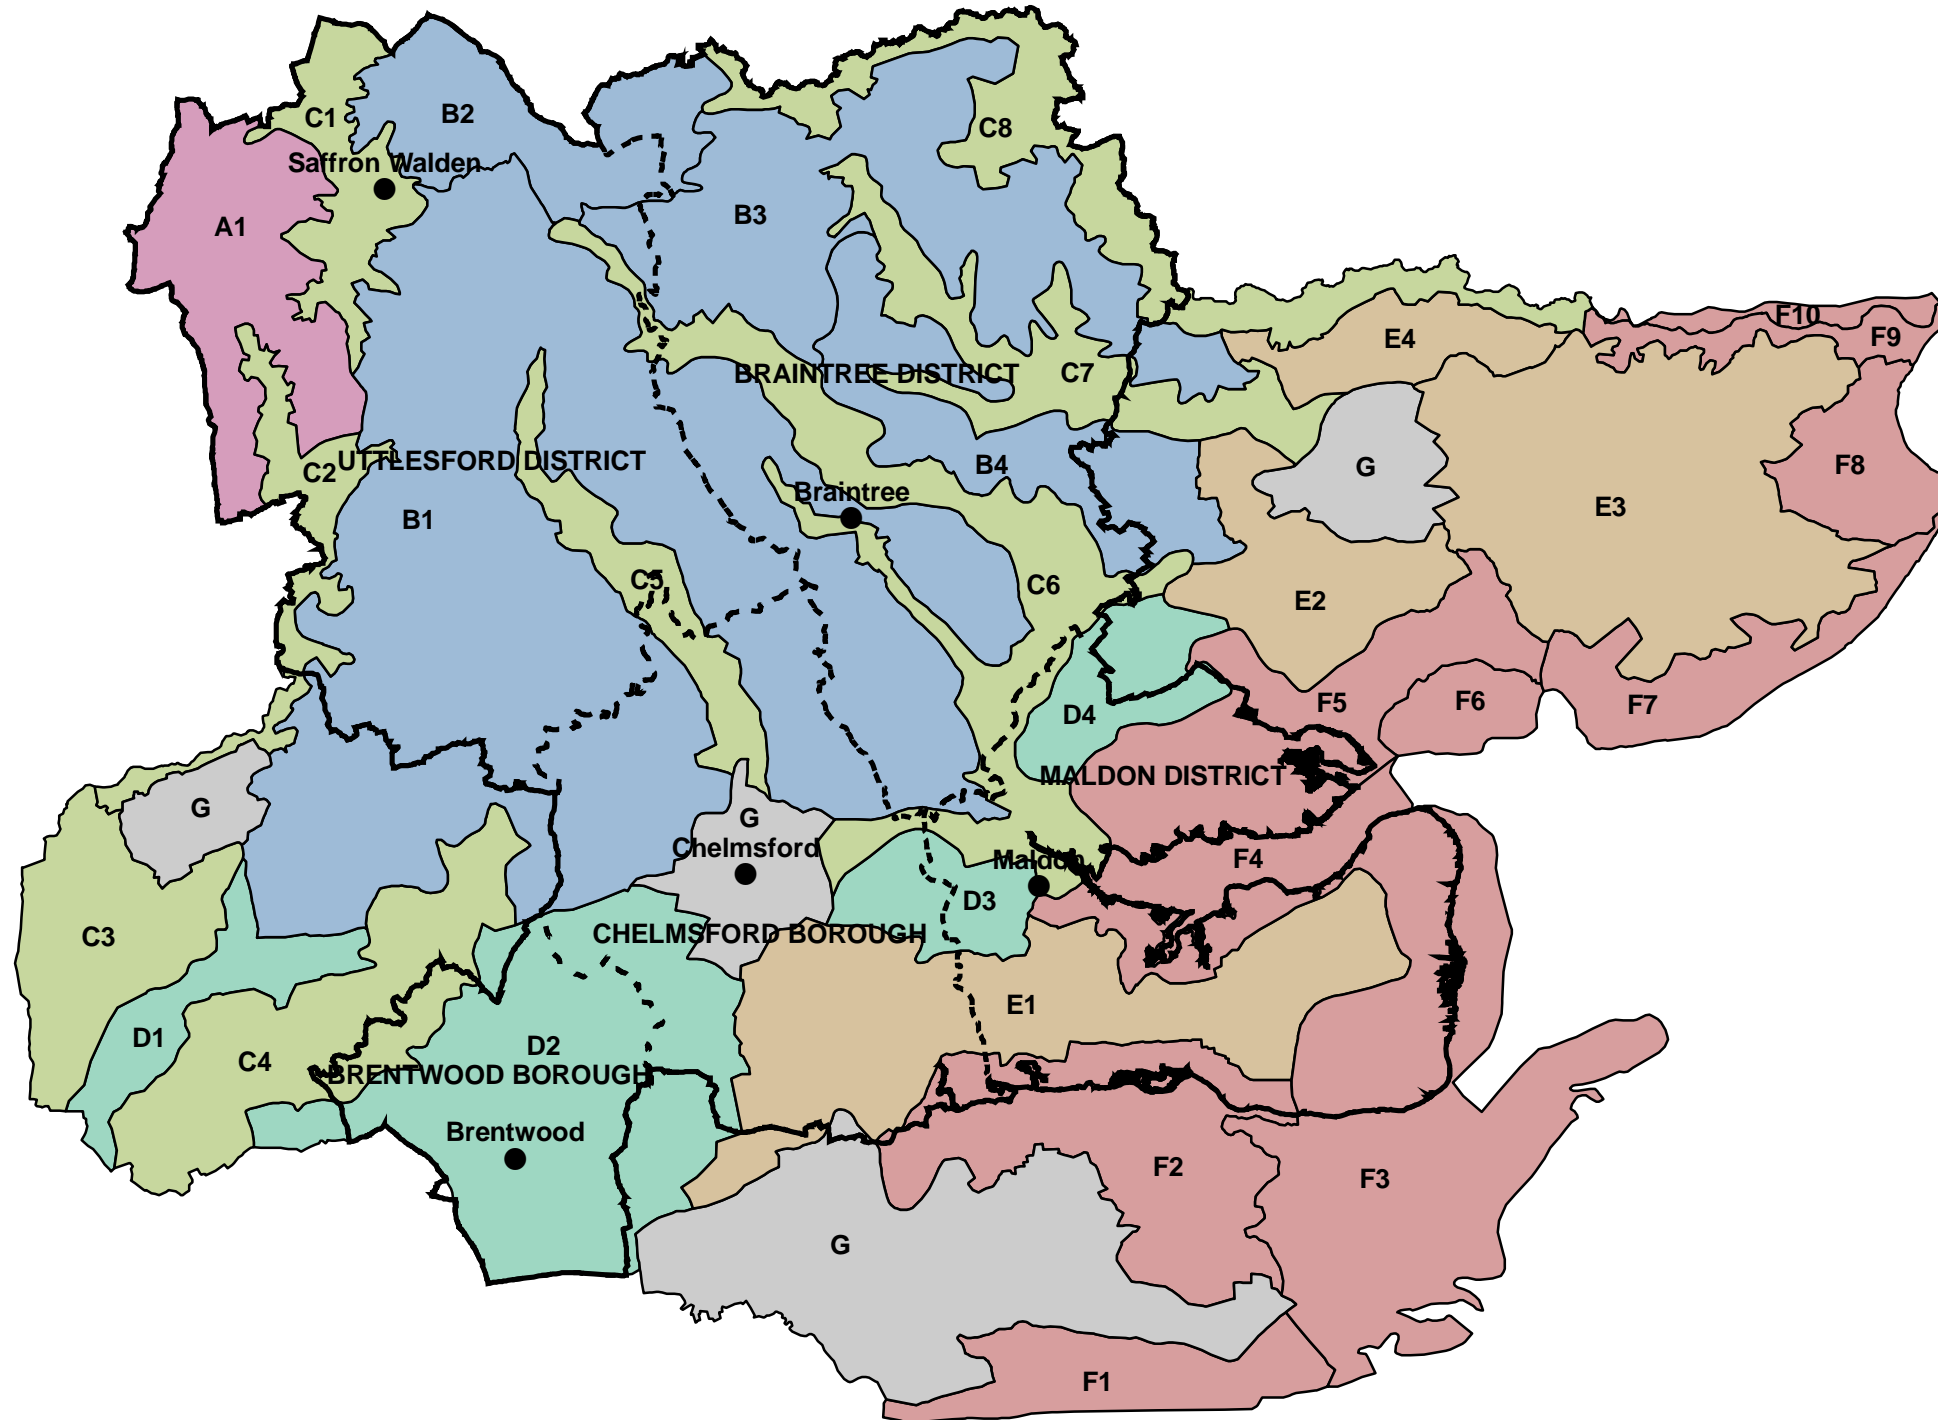 C1
B2
C8
Saffron Walden
A1
B3
F10
E4
F9
BRAINTREE DISTRICT
C7
UTTLESFORD DISTRICT
C2
B4
G
F8
Braintree
B1
E3
C5
C6
E2
F5
F6
F7
D4
MALDON DISTRICT
G
G
Chelmsford
Maldon
F4
D3
C3
CHELMSFORD BOROUGH
E1
D1
D2
C4
BRENTWOOD BOROUGH
Brentwood
F2
F3
G
F1